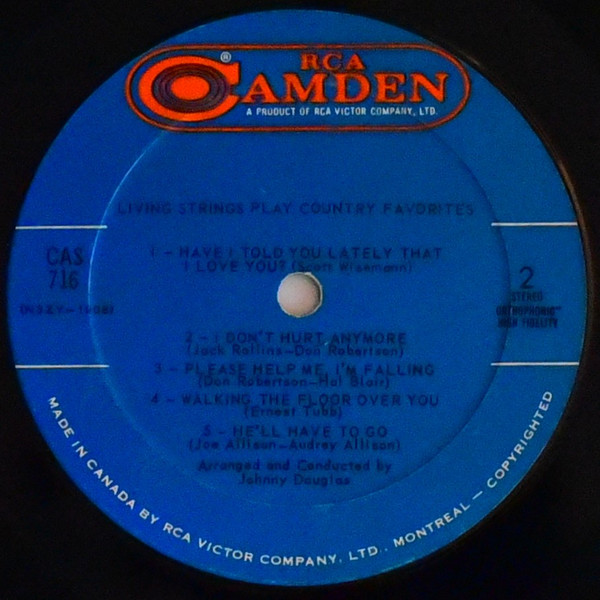 RCA
CAMDEN
®
A PRODUCT OF RCA VICTOR COMPANY, LTD.
LIVING STRINGS PLAY COUNTRY FAVORITES
CAS
716
2
STEREO
ORTHOPHONIC
HIGH FIDELITY
1 – HAVE I TOLD YOU LATELY THAT
I LOVE YOU? (Scott Wisemann)
2 – I DON'T HURT ANYMORE
(Jack Rollins–Don Robertson)
3 – PLEASE HELP ME, I'M FALLING
(Don Robertson–Hal Blair)
4 – WALKING THE FLOOR OVER YOU
(Ernest Tubb)
5 – HE'LL HAVE TO GO
(Joe Allison–Audrey Allison)
Arranged and Conducted by
Johnny Douglas
MADE IN CANADA BY RCA VICTOR COMPANY, LTD., MONTREAL – COPYRIGHTED